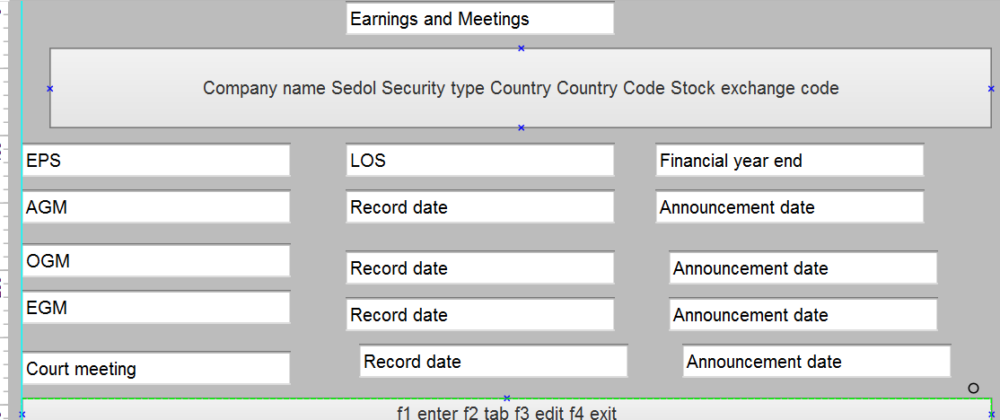 Earnings and Meetings
Company name Sedol Security type Country Country Code Stock exchange code
EPS LOS Financial year end
AGM Record date Announcement date
OGM Record date Announcement date
EGM Record date Announcement date
Court meeting Record date Announcement date
f1 enter f2 tab f3 edit f4 exit